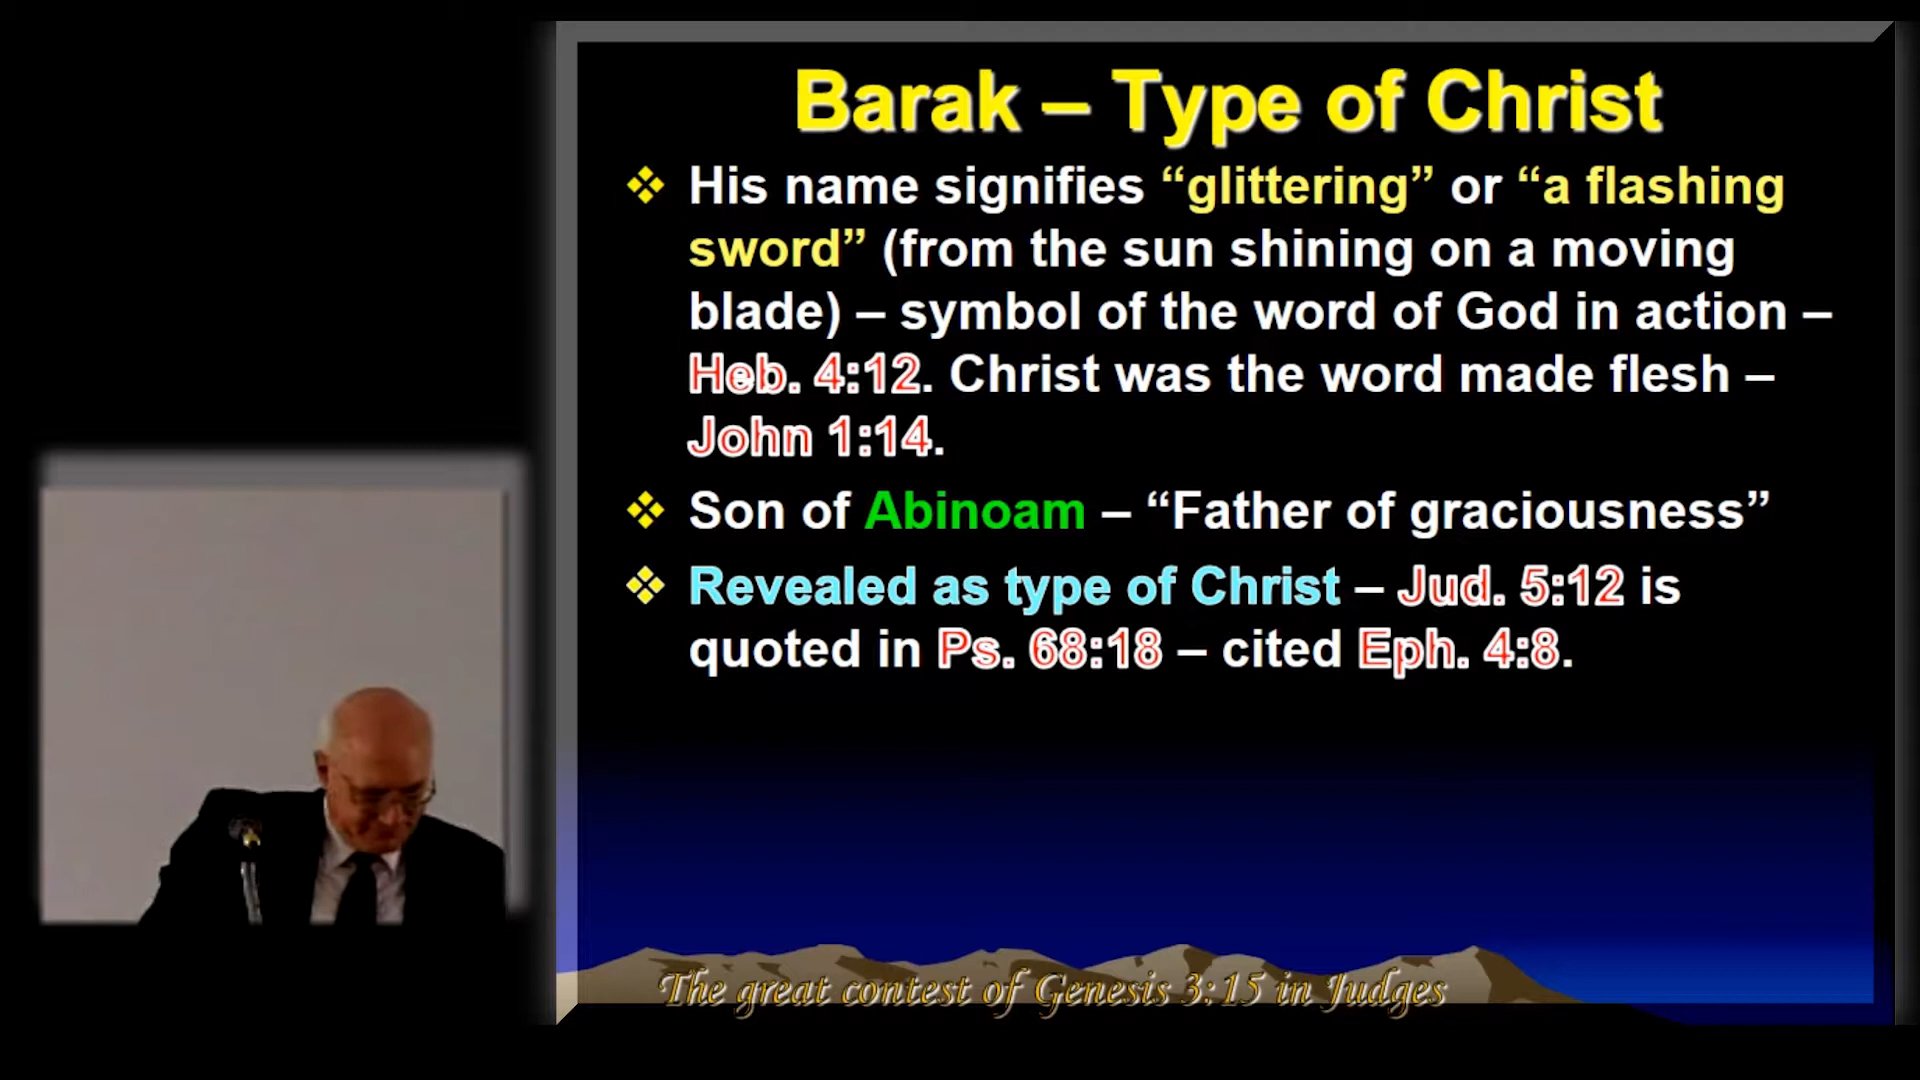 Barak – Type of Christ
❖ His name signifies “glittering” or “a flashing
sword” (from the sun shining on a moving
blade) – symbol of the word of God in action –
Heb. 4:12. Christ was the word made flesh –
John 1:14.
❖ Son of Abinoam – “Father of graciousness”
❖ Revealed as type of Christ – Jud. 5:12 is
quoted in Ps. 68:18 – cited Eph. 4:8.
The great contest of Genesis 3:15 in Judges